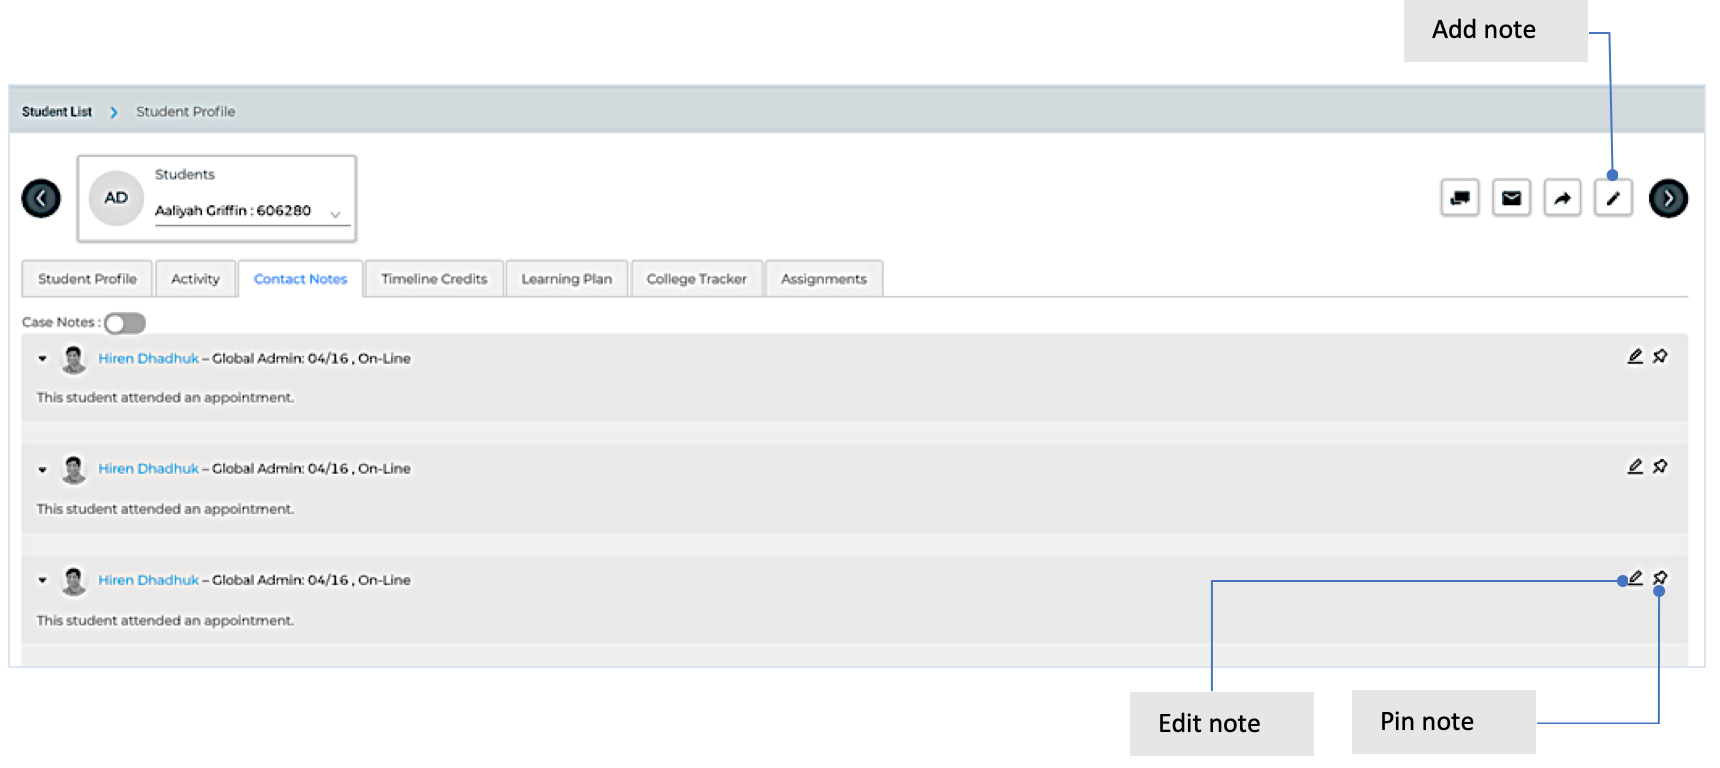 Add note
Student List Student Profile
Students
AD
Aaliyah Griffin : 606280
Student Profile Activity Contact Notes Timeline Credits Learning Plan College Tracker Assignments
Case Notes :
Hiren Dhadhuk – Global Admin: 04/16 , On-Line
This student attended an appointment.
Hiren Dhadhuk – Global Admin: 04/16 , On-Line
This student attended an appointment.
Hiren Dhadhuk – Global Admin: 04/16 , On-Line
This student attended an appointment.
Edit note
Pin note